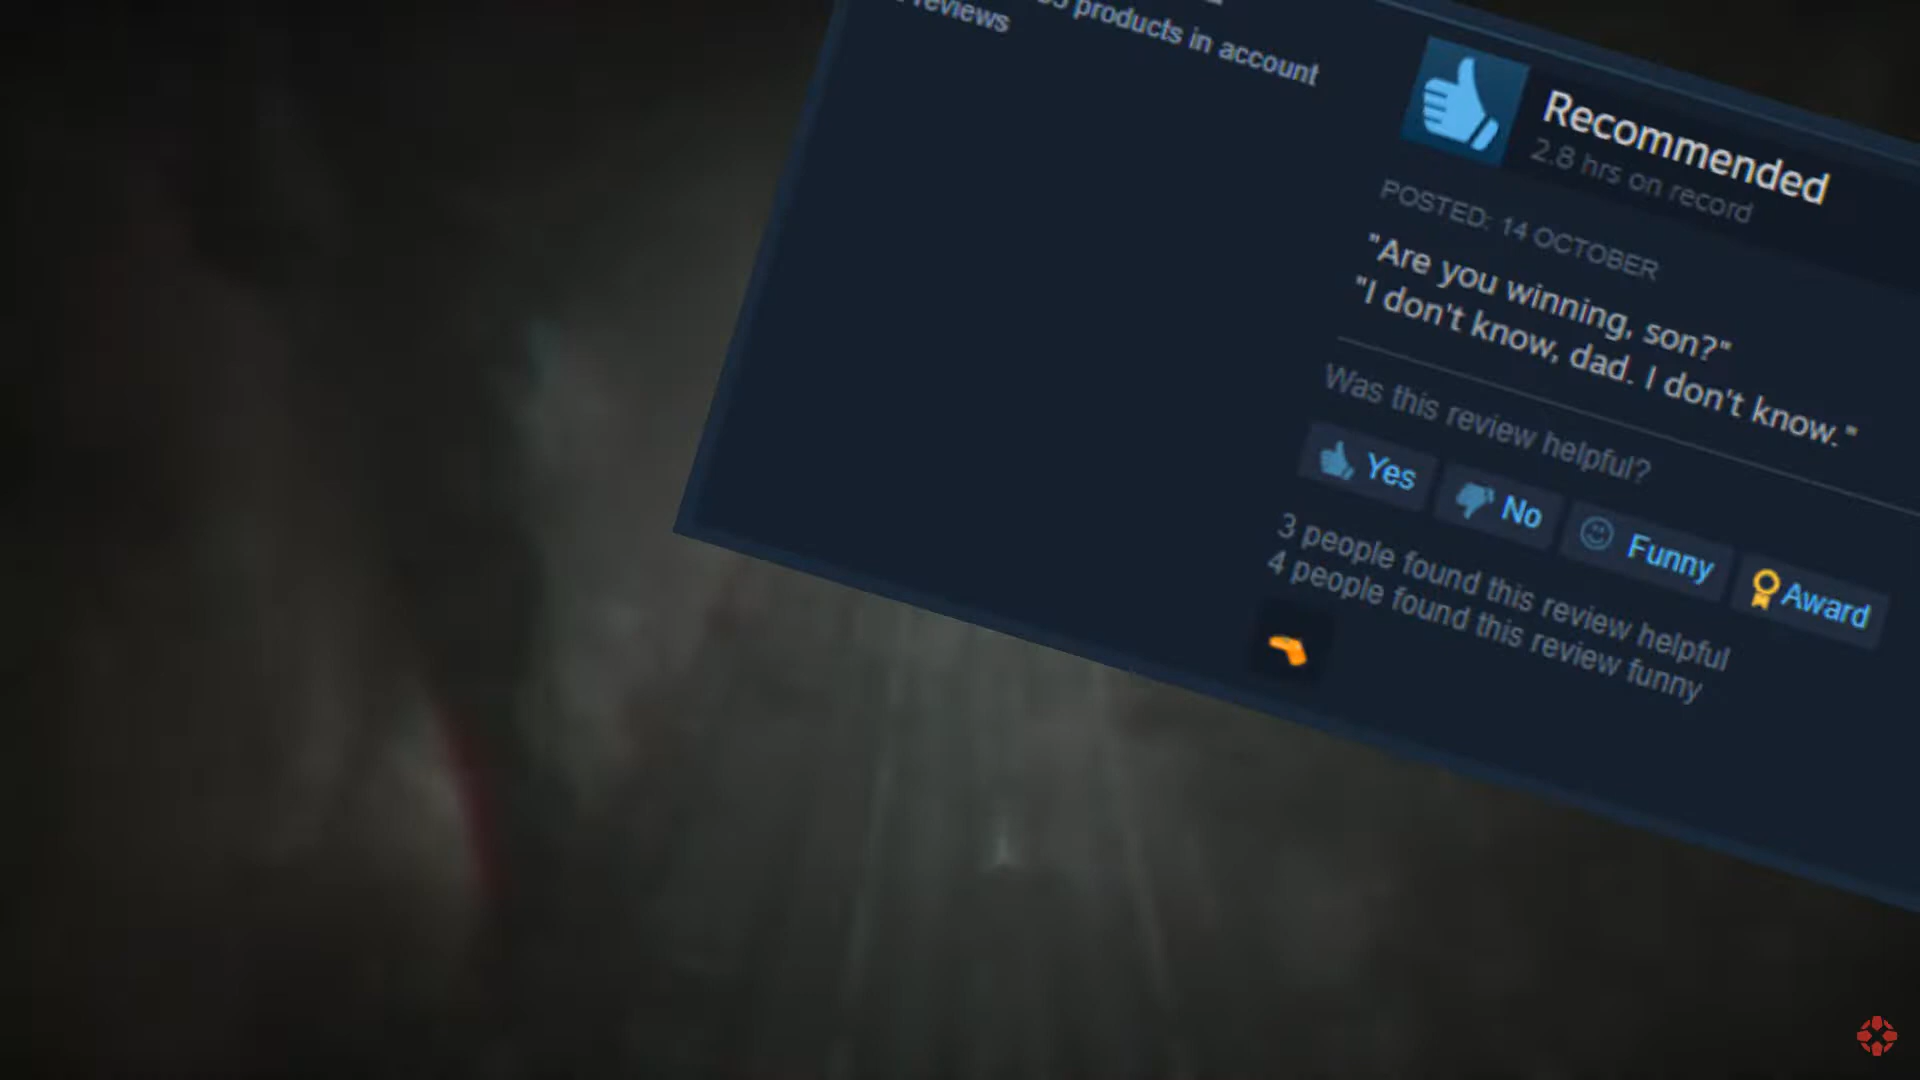 products in account
reviews
Recommended
2.8 hrs on record
POSTED: 14 OCTOBER
"Are you winning, son?"
"I don't know, dad. I don't know."
Was this review helpful?
Yes
No
Funny
Award
3 people found this review helpful
4 people found this review funny